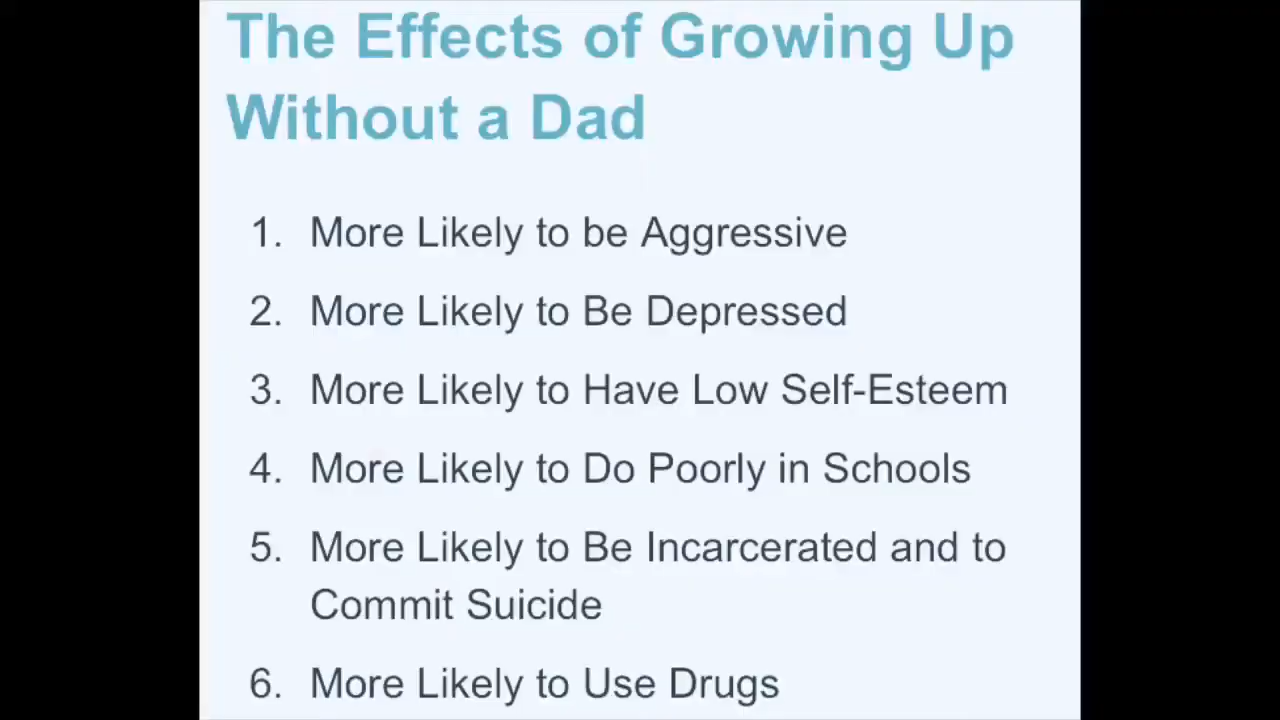 The Effects of Growing Up
Without a Dad
1. More Likely to be Aggressive
2. More Likely to Be Depressed
3. More Likely to Have Low Self-Esteem
4. More Likely to Do Poorly in Schools
5. More Likely to Be Incarcerated and to
Commit Suicide
6. More Likely to Use Drugs